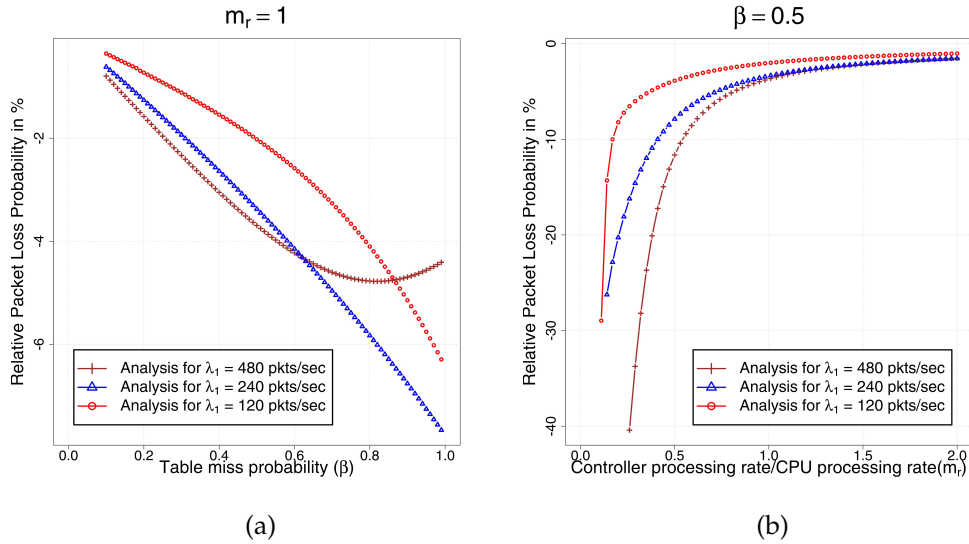 m_r = 1
Relative Packet Loss Probability in %
-2
-4
-6
Analysis for λ₁ = 480 pkts/sec
Analysis for λ₁ = 240 pkts/sec
Analysis for λ₁ = 120 pkts/sec
0.0 0.2 0.4 0.6 0.8 1.0
Table miss probability (β)
(a)
β = 0.5
Relative Packet Loss Probability in %
0
-10
-20
-30
-40
Analysis for λ₁ = 480 pkts/sec
Analysis for λ₁ = 240 pkts/sec
Analysis for λ₁ = 120 pkts/sec
0.0 0.5 1.0 1.5 2.0
Controller processing rate/CPU processing rate(m_r)
(b)